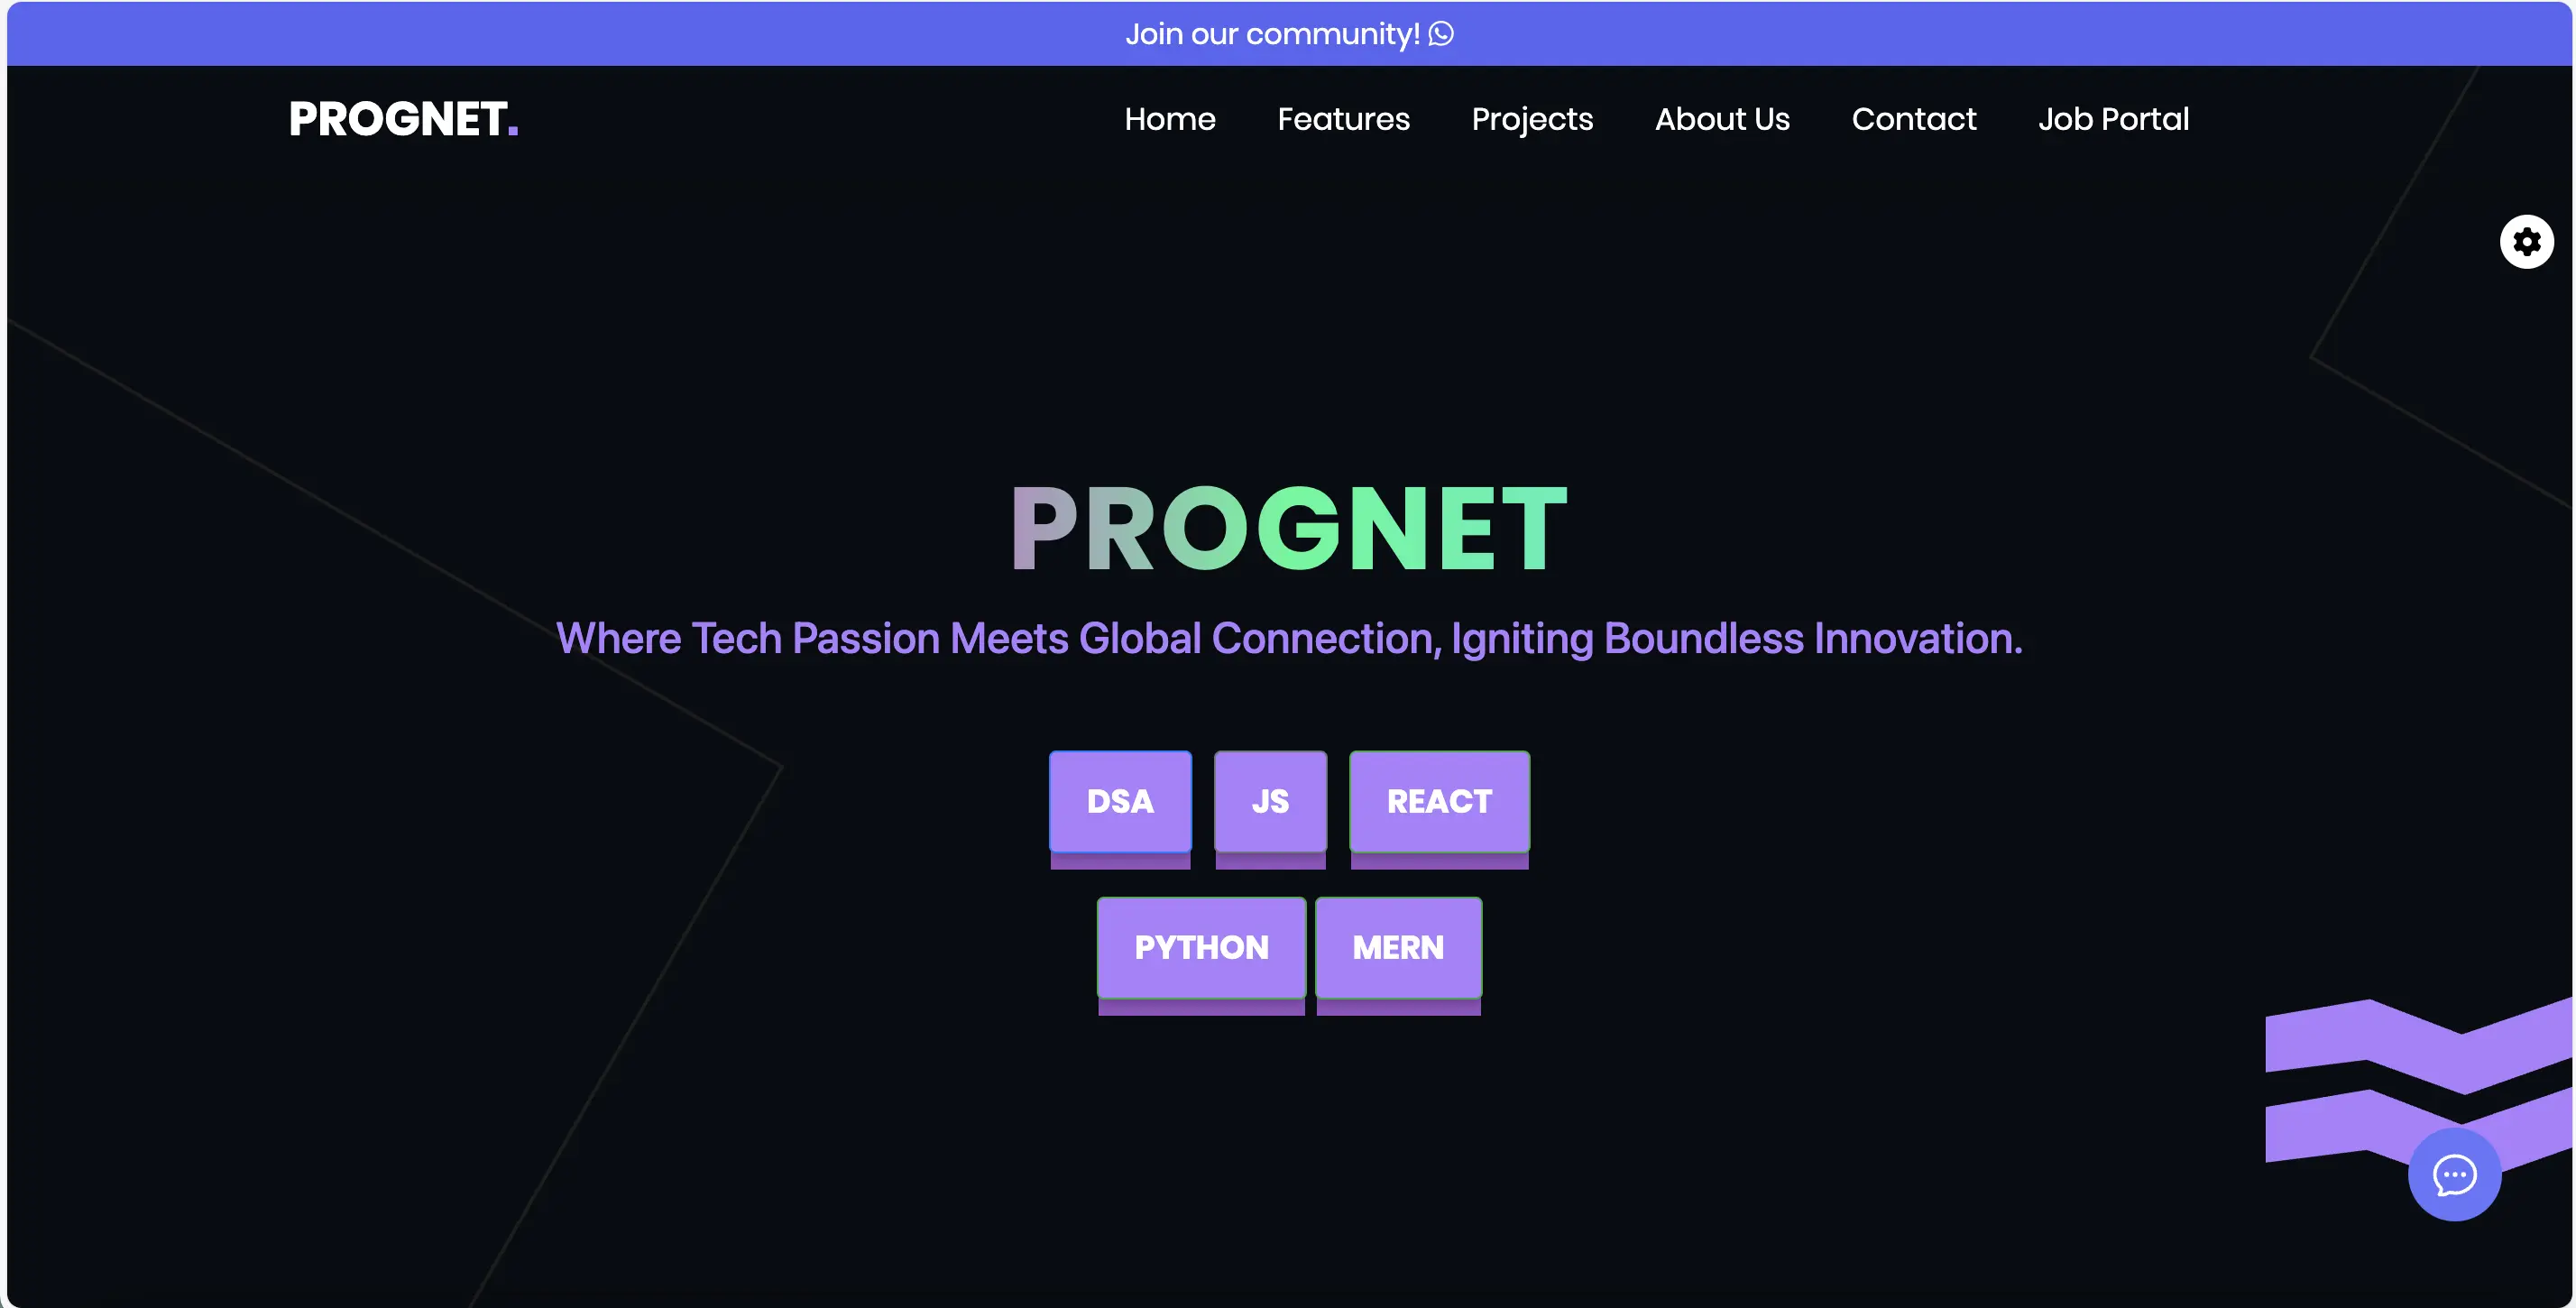 Join our community!
PROGNET.
Home Features Projects About Us Contact Job Portal
PROGNET
Where Tech Passion Meets Global Connection, Igniting Boundless Innovation.
DSA JS REACT
PYTHON MERN